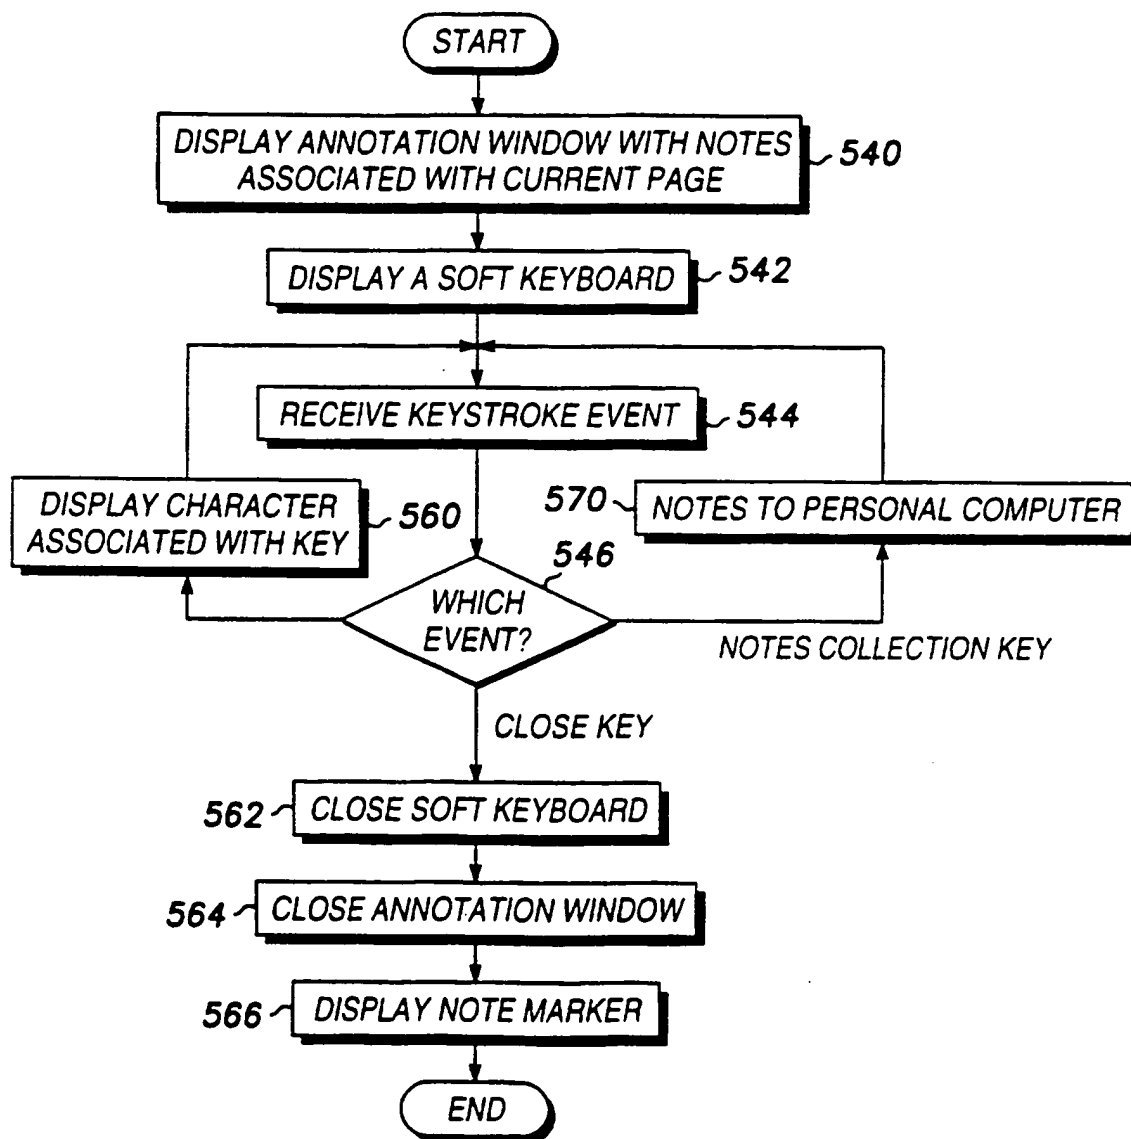 START
DISPLAY ANNOTATION WINDOW WITH NOTES
ASSOCIATED WITH CURRENT PAGE
540
DISPLAY A SOFT KEYBOARD
542
RECEIVE KEYSTROKE EVENT
544
DISPLAY CHARACTER
ASSOCIATED WITH KEY
560
570
NOTES TO PERSONAL COMPUTER
546
WHICH
EVENT?
NOTES COLLECTION KEY
CLOSE KEY
562
CLOSE SOFT KEYBOARD
564
CLOSE ANNOTATION WINDOW
566
DISPLAY NOTE MARKER
END